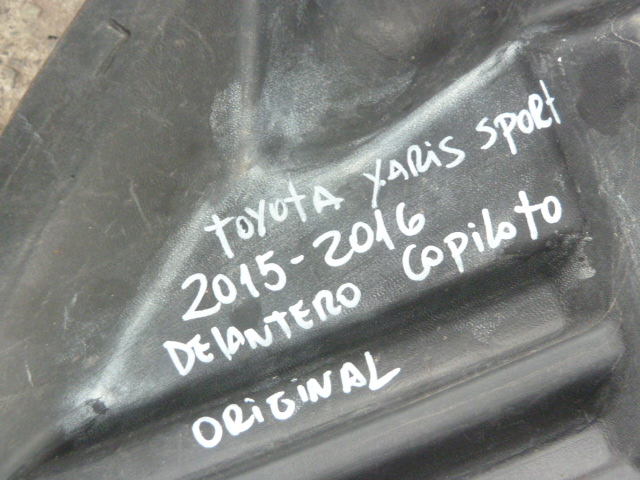 TOYOTA YARIS SPORT
2015-2016
DELANTERO COPILOTO
ORIGINAL